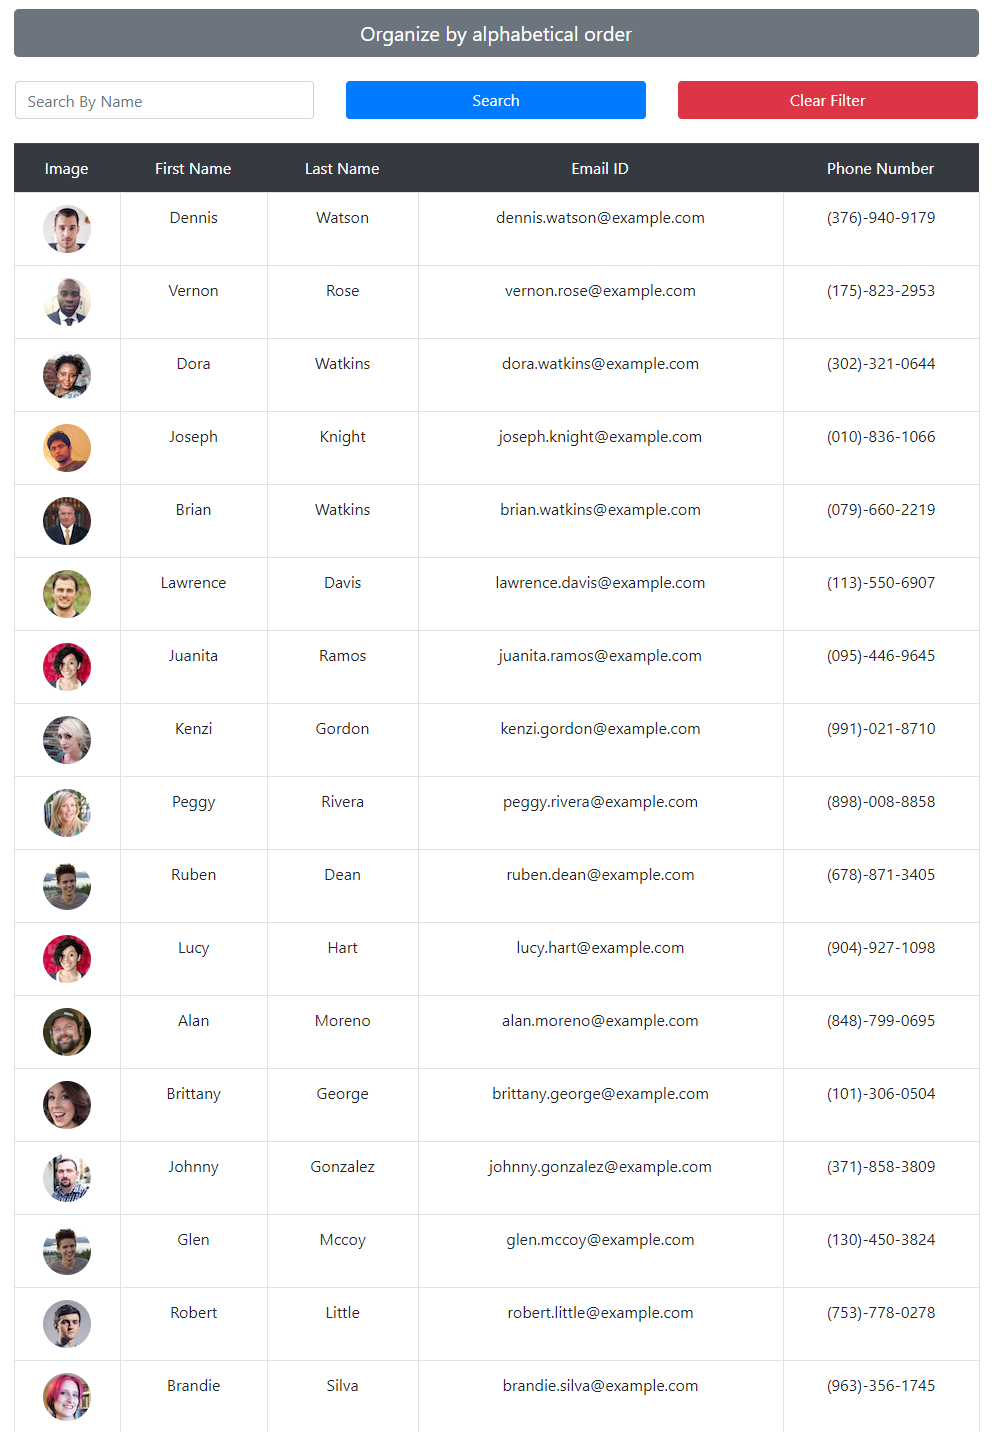 Organize by alphabetical order
Search By Name Search Clear Filter
Image First Name Last Name Email ID Phone Number
Dennis Watson dennis.watson@example.com (376)-940-9179
Vernon Rose vernon.rose@example.com (175)-823-2953
Dora Watkins dora.watkins@example.com (302)-321-0644
Joseph Knight joseph.knight@example.com (010)-836-1066
Brian Watkins brian.watkins@example.com (079)-660-2219
Lawrence Davis lawrence.davis@example.com (113)-550-6907
Juanita Ramos juanita.ramos@example.com (095)-446-9645
Kenzi Gordon kenzi.gordon@example.com (991)-021-8710
Peggy Rivera peggy.rivera@example.com (898)-008-8858
Ruben Dean ruben.dean@example.com (678)-871-3405
Lucy Hart lucy.hart@example.com (904)-927-1098
Alan Moreno alan.moreno@example.com (848)-799-0695
Brittany George brittany.george@example.com (101)-306-0504
Johnny Gonzalez johnny.gonzalez@example.com (371)-858-3809
Glen Mccoy glen.mccoy@example.com (130)-450-3824
Robert Little robert.little@example.com (753)-778-0278
Brandie Silva brandie.silva@example.com (963)-356-1745